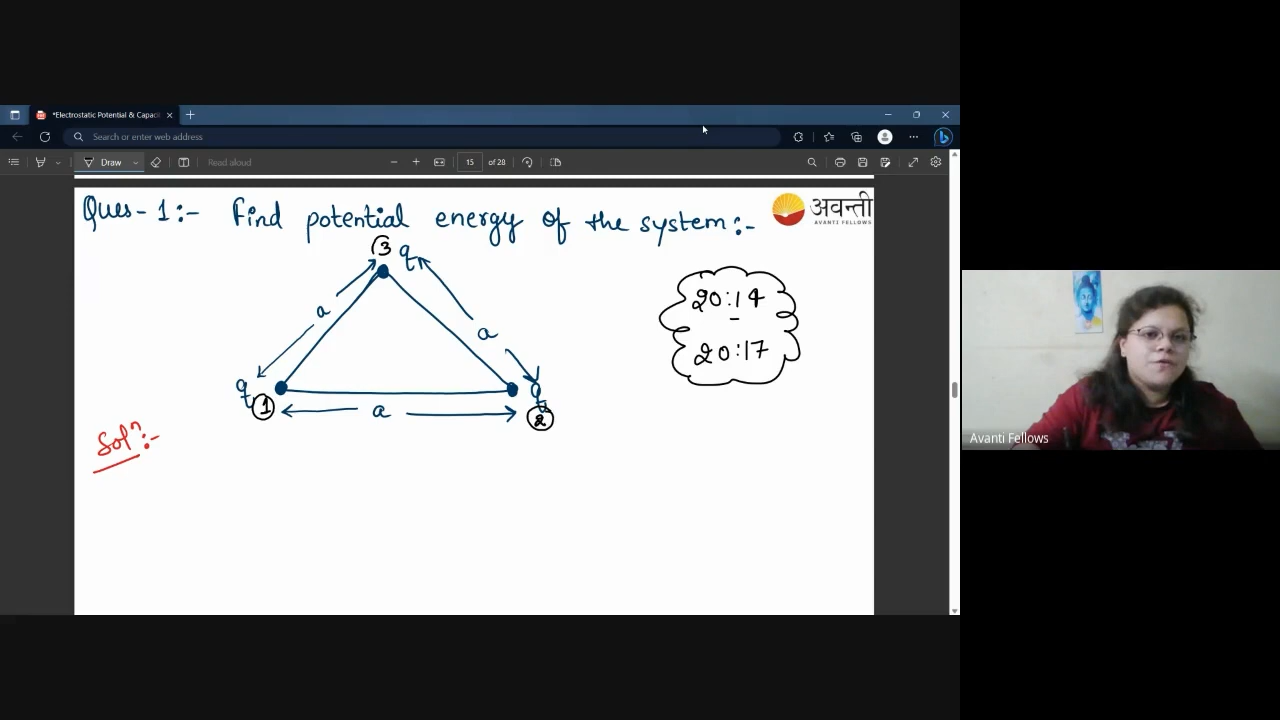 *Electrostatic Potential & Capaci
Search or enter web address
Draw
Read aloud
15 of 28
Ques-1:- Find potential energy of the system:-
अवन्ती
AVANTI FELLOWS
3 q
a
a
q 1
a
q 2
20:14
-
20:17
Solⁿ:-
Avanti Fellows